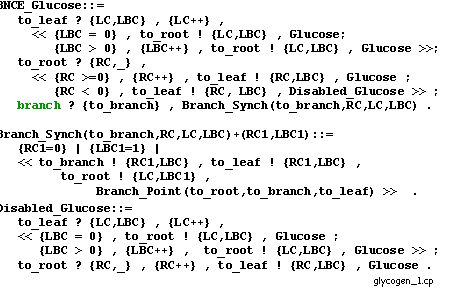 BNCE_Glucose::=
to_leaf ? {LC,LBC} , {LC++} ,
<< {LBC = 0} , to_root ! {LC,LBC} , Glucose;
{LBC > 0} , {LBC++} , to_root ! {LC,LBC} , Glucose >>;
to_root ? {RC,_} ,
<< {RC >=0} , {RC++} , to_leaf ! {RC,LBC} , Glucose ;
{RC < 0} , to_leaf ! {RC, LBC} , Disabled_Glucose >> ;
branch ? {to_branch} , Branch_Synch(to_branch,RC,LC,LBC) .
Branch_Synch(to_branch,RC,LC,LBC)+(RC1,LBC1)::=
{RC1=0} | {LBC1=1} |
<< to_branch ! {RC1,LBC} , to_leaf ! {RC1,LBC} ,
to_root ! {LC,LBC1} ,
Branch_Point(to_root,to_branch,to_leaf) >> .
Disabled_Glucose::=
to_leaf ? {LC,LBC} , {LC++} ,
<< {LBC = 0} , to_root ! {LC,LBC} , Glucose ;
{LBC > 0} , {LBC++} , to_root ! {LC,LBC} , Glucose >> ;
to_root ? {RC,_} , {RC++} , to_leaf ! {RC,LBC} , Glucose .
glycogen_1.cp